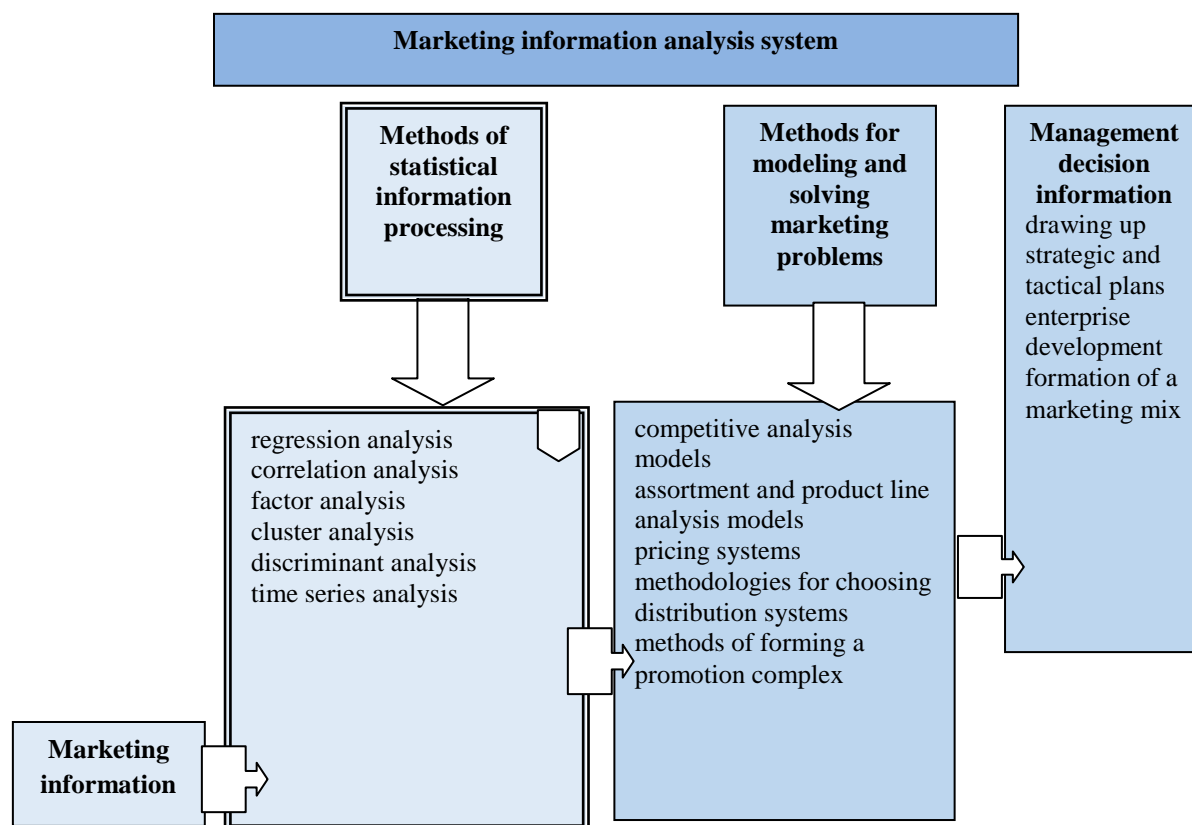 Marketing information analysis system
Methods of
statistical
information
processing
Methods for
modeling and
solving
marketing
problems
Management
decision
information
drawing up
strategic and
tactical plans
enterprise
development
formation of a
marketing mix
regression analysis
correlation analysis
factor analysis
cluster analysis
discriminant analysis
time series analysis
competitive analysis
models
assortment and product line
analysis models
pricing systems
methodologies for choosing
distribution systems
methods of forming a
promotion complex
Marketing
information